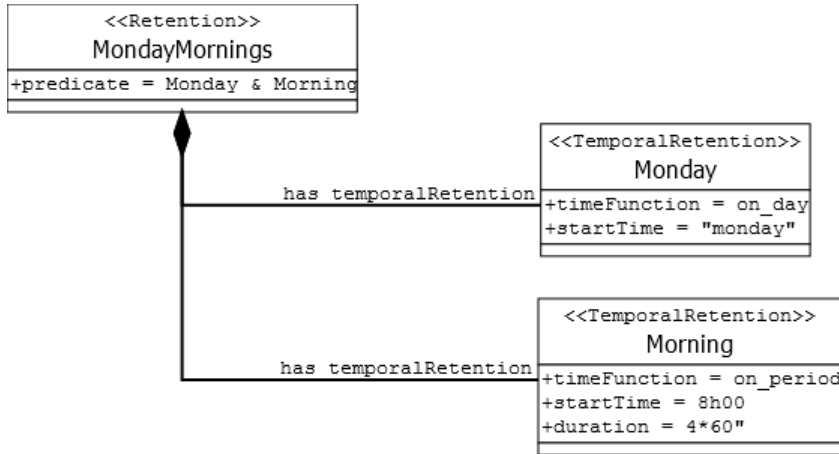 <<Retention>>
MondayMornings
+predicate = Monday & Morning
<<TemporalRetention>>
Monday
has temporalRetention
+timeFunction = on_day
+startTime = "monday"
<<TemporalRetention>>
Morning
has temporalRetention
+timeFunction = on_period
+startTime = 8h00
+duration = 4*60"